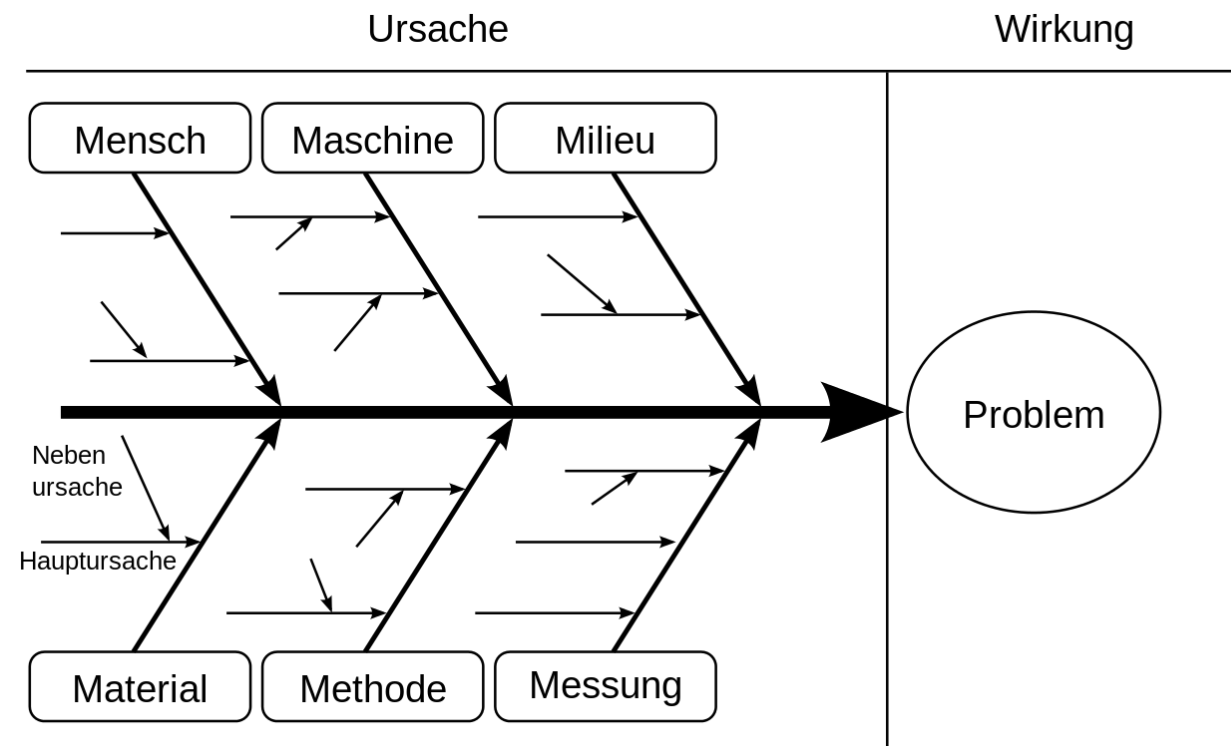 Ursache
Wirkung
Mensch
Maschine
Milieu
Problem
Neben
ursache
Hauptursache
Material
Methode
Messung